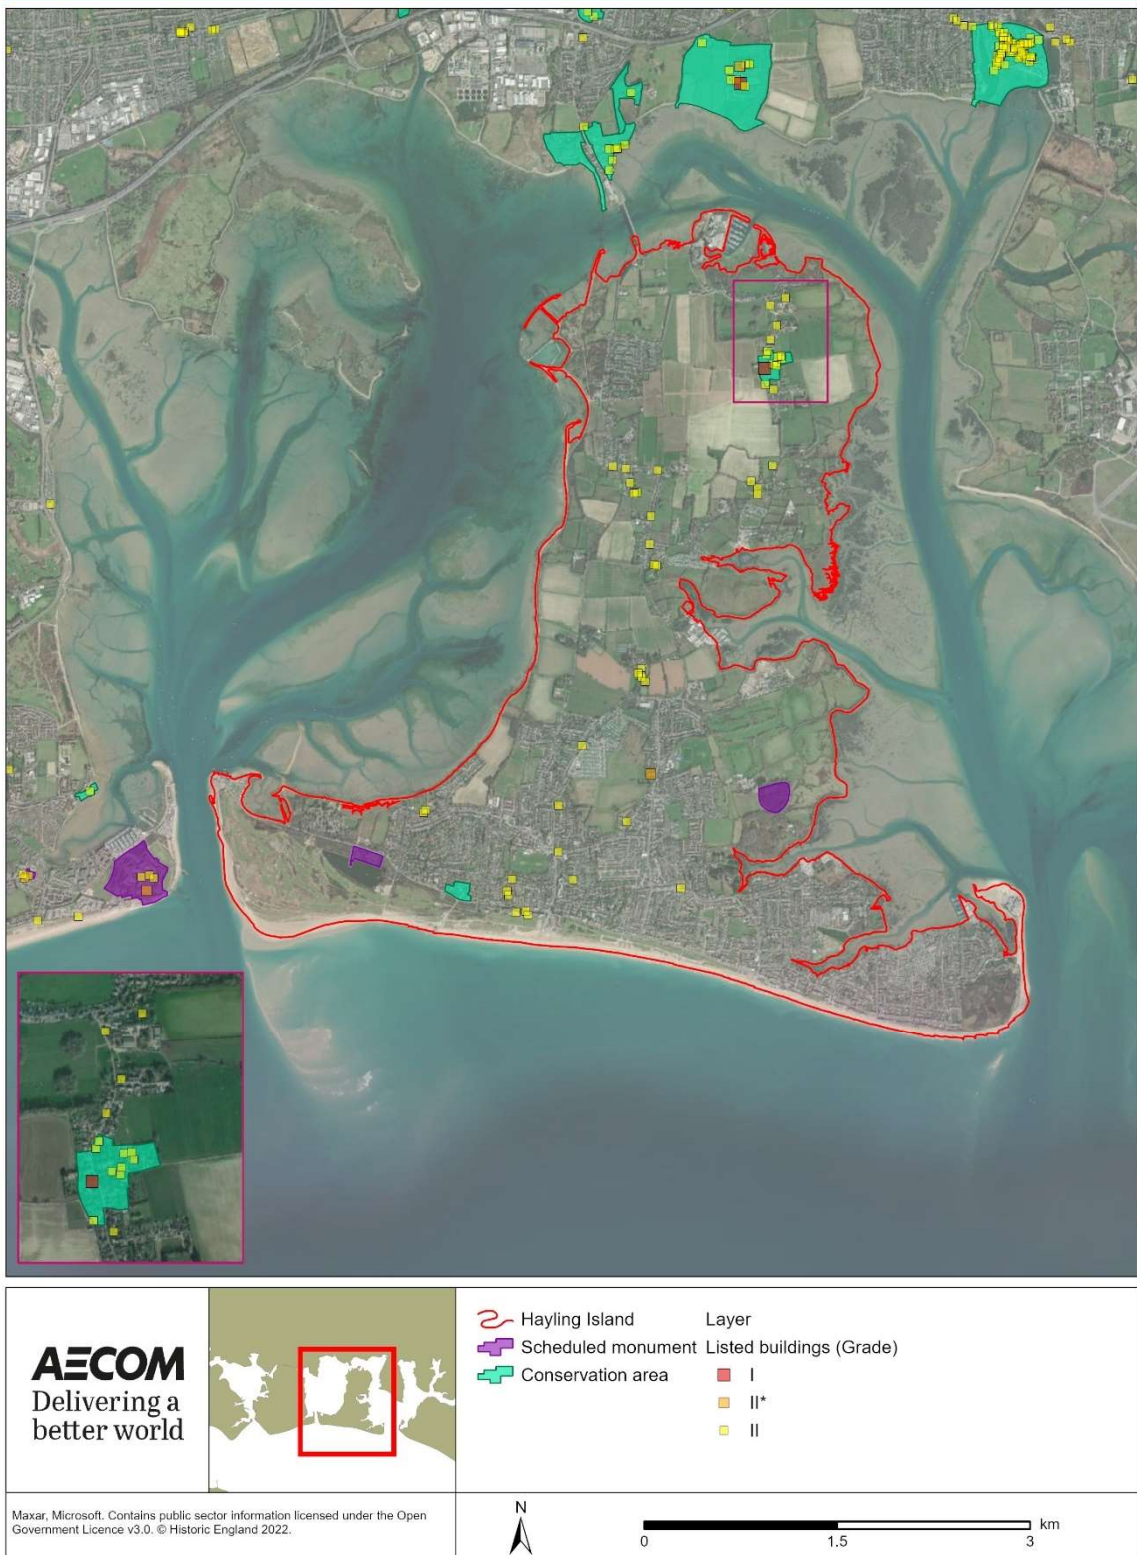 Hayling Island
Scheduled monument
Conservation area
Layer
Listed buildings (Grade)
I
II*
II
AECOM
Delivering a
better world
Maxar, Microsoft. Contains public sector information licensed under the Open
Government Licence v3.0. © Historic England 2022.
N
km
0
1.5
3